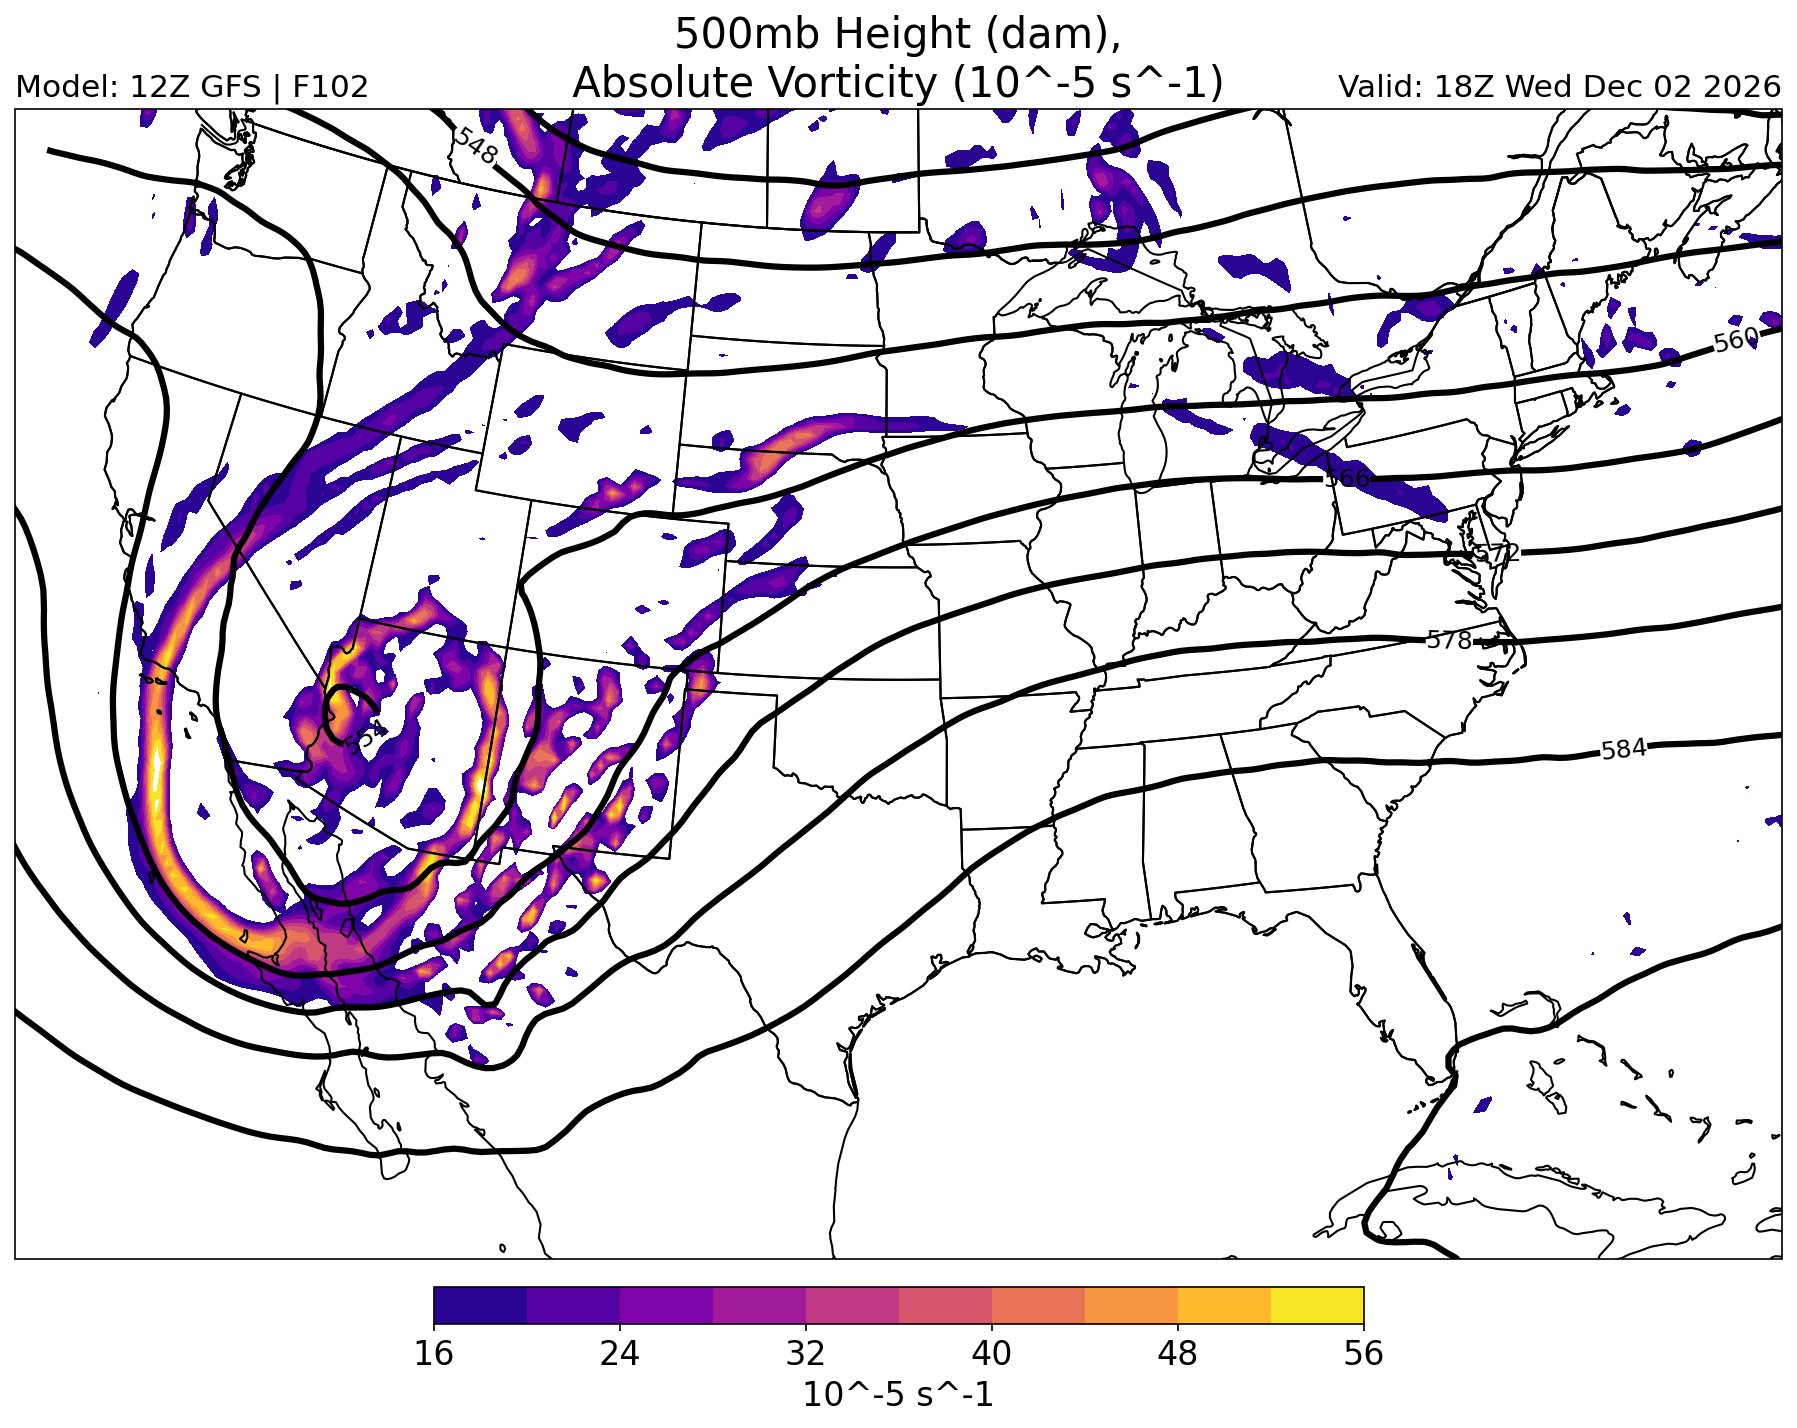 500mb Height (dam),
Absolute Vorticity (10^-5 s^-1)
Model: 12Z GFS | F102
Valid: 18Z Wed Dec 02 2026
548
560
566
572
578
584
554
16 24 32 40 48 56
10^-5 s^-1